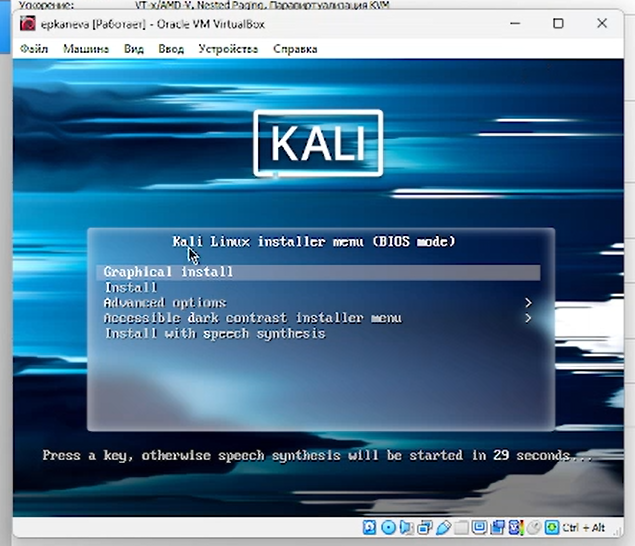 Ускорение: VT-x/AMD-V, Nested Paging, Паравиртуализация KVM
epkaneva [Работает] - Oracle VM VirtualBox
Файл Машина Вид Ввод Устройства Справка
KALI
Kali Linux installer menu (BIOS mode)
Graphical install
Install
Advanced options >
Accessible dark contrast installer menu >
Install with speech synthesis
Press a key, otherwise speech synthesis will be started in 29 seconds...
Ctrl + Alt